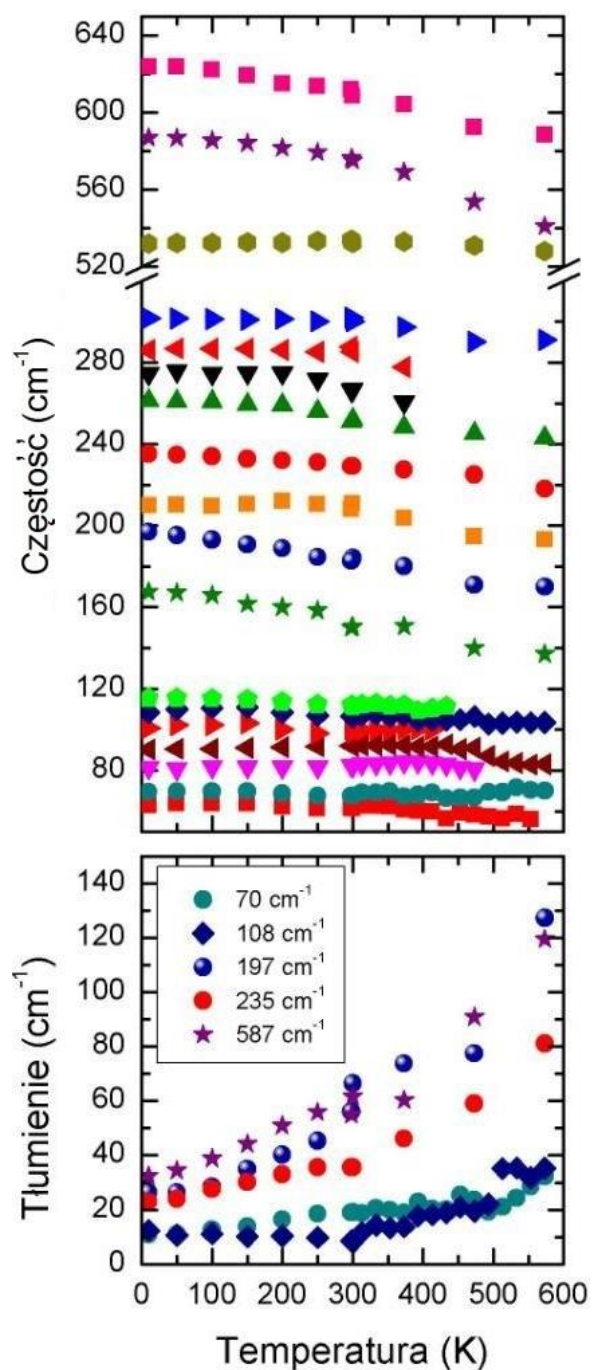 640
600
560
520
280
240
200
160
120
80
Częstość (cm⁻¹)
140
120
100
80
60
40
20
0
Tłumienie (cm⁻¹)
70 cm⁻¹
108 cm⁻¹
197 cm⁻¹
235 cm⁻¹
587 cm⁻¹
0 100 200 300 400 500 600
Temperatura (K)